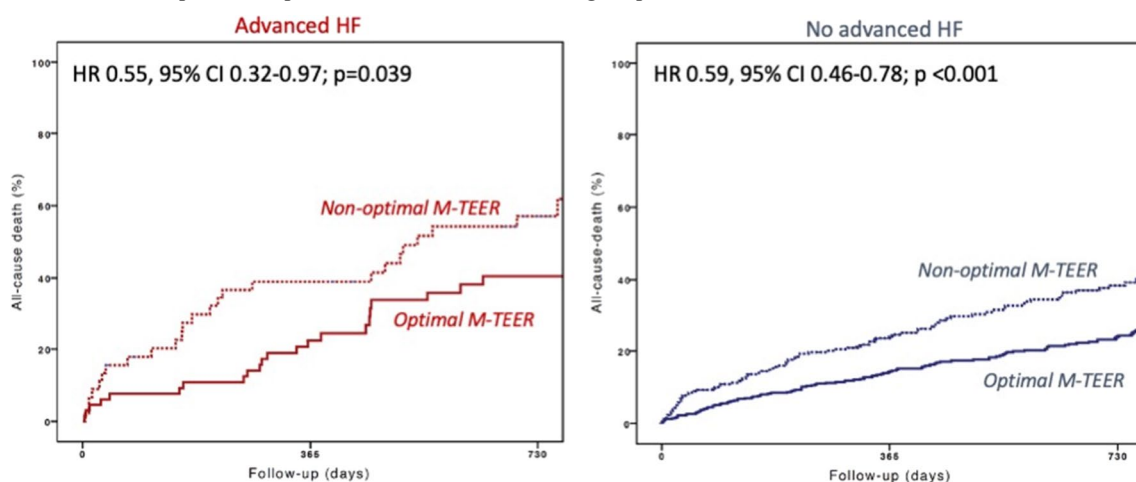 Advanced HF
HR 0.55, 95% CI 0.32-0.97; p=0.039
100
80
60
40
20
0
All-cause death (%)
Non-optimal M-TEER
Optimal M-TEER
0 365 730
Follow-up (days)
No advanced HF
HR 0.59, 95% CI 0.46-0.78; p <0.001
100
80
60
40
20
0
All-cause-death (%)
Non-optimal M-TEER
Optimal M-TEER
0 365 730
Follow-up (days)